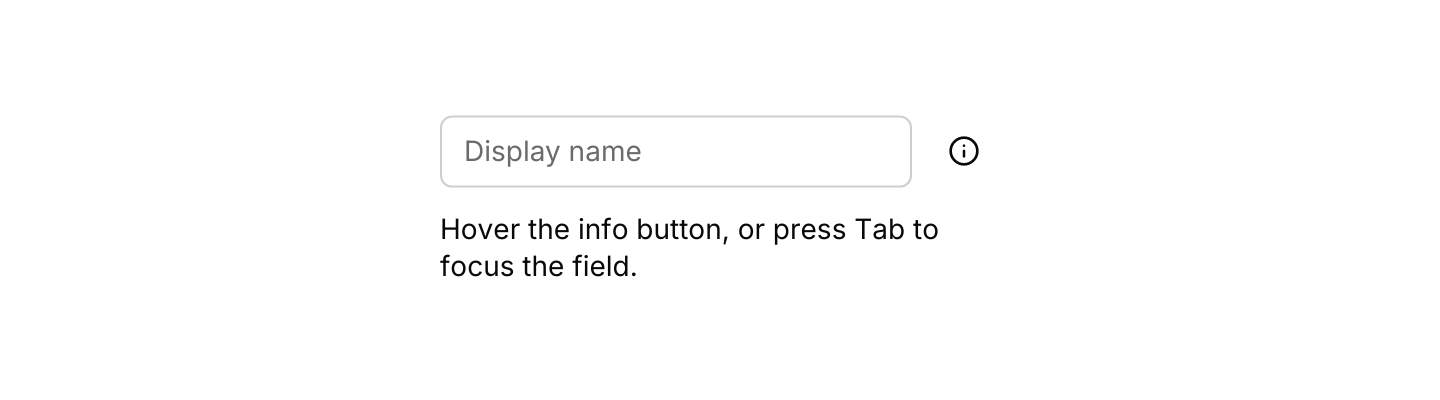 Display name
Hover the info button, or press Tab to
focus the field.